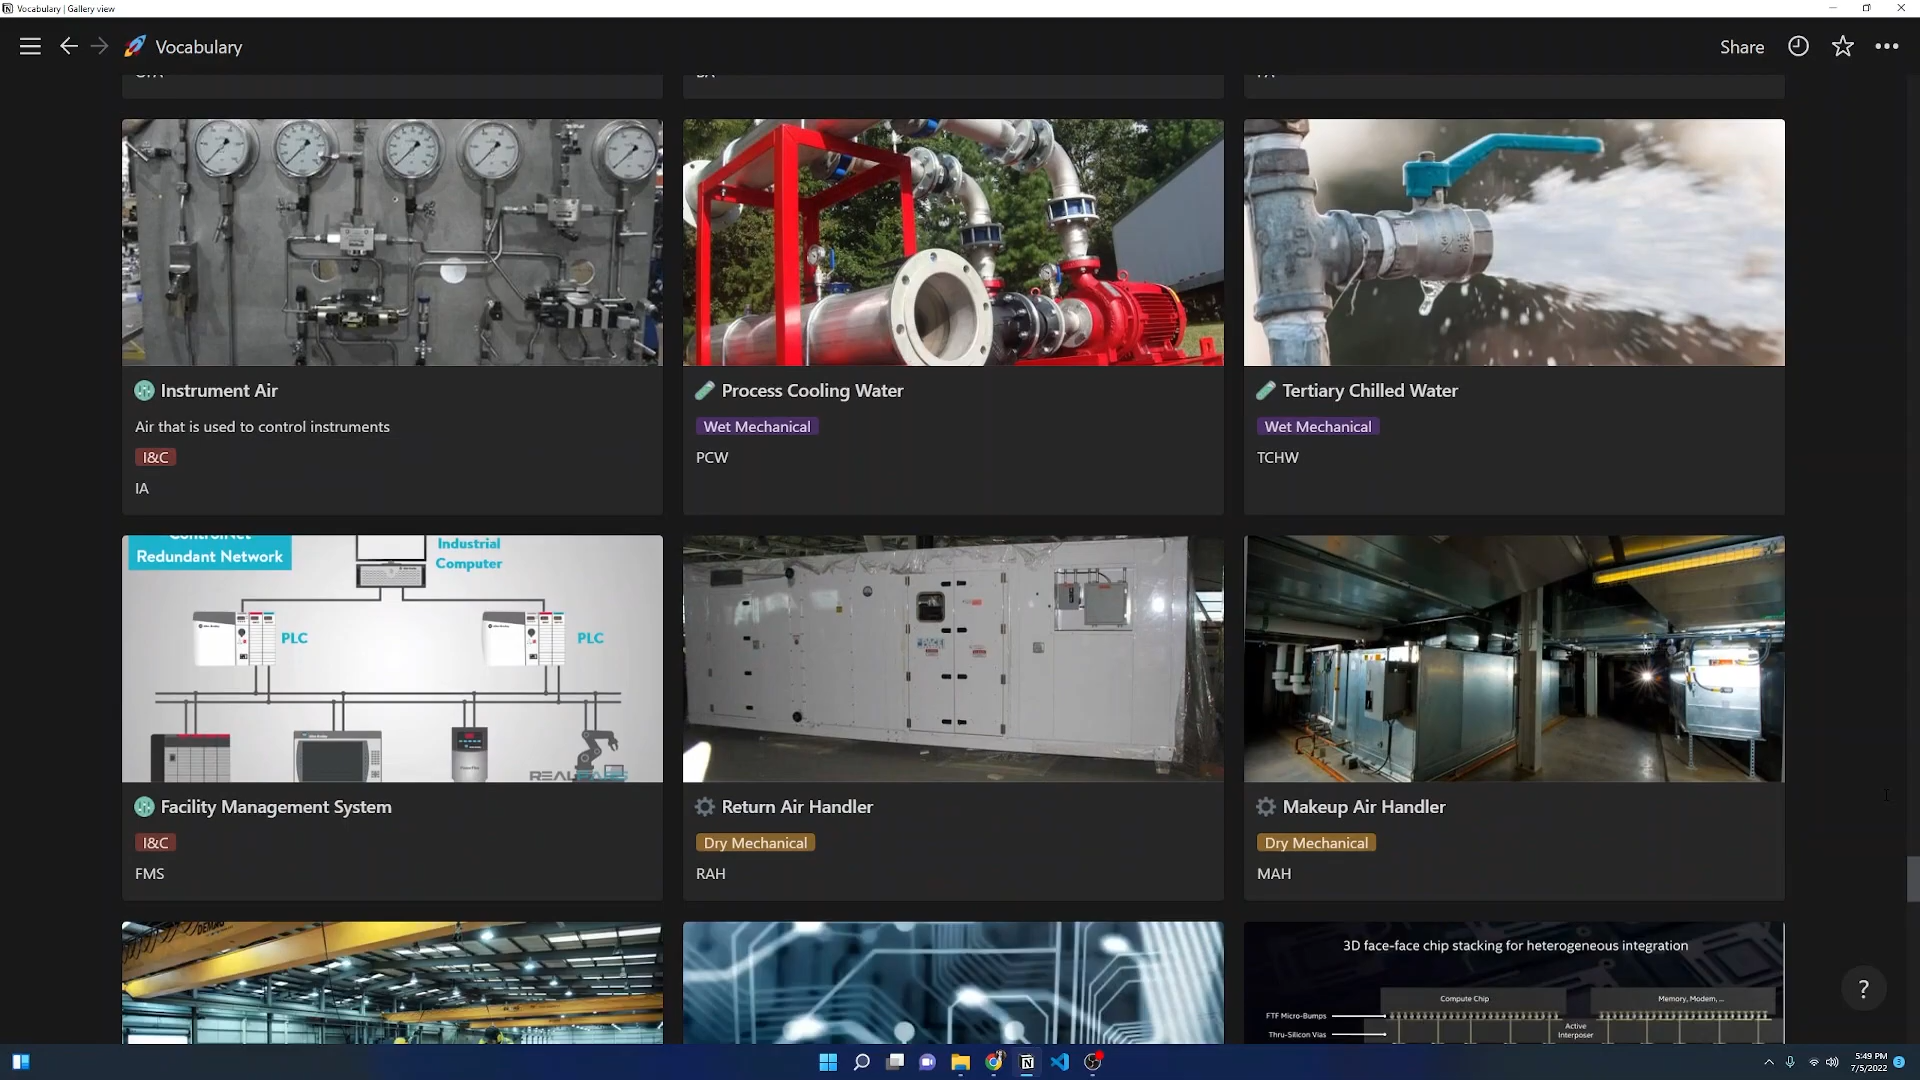 Vocabulary | Gallery view
Vocabulary
Share
Instrument Air
Air that is used to control instruments
I&C
IA
Process Cooling Water
Wet Mechanical
PCW
Tertiary Chilled Water
Wet Mechanical
TCHW
Redundant Network
Industrial
Computer
PLC
PLC
Facility Management System
I&C
FMS
Return Air Handler
Dry Mechanical
RAH
Makeup Air Handler
Dry Mechanical
MAH
3D face-face chip stacking for heterogeneous integration
Compute Chip
Memory, Modem, ...
FTF Micro-Bumps
Thru-Silicon Vias
Active
Interposer
?
5:49 PM
7/5/2022
3